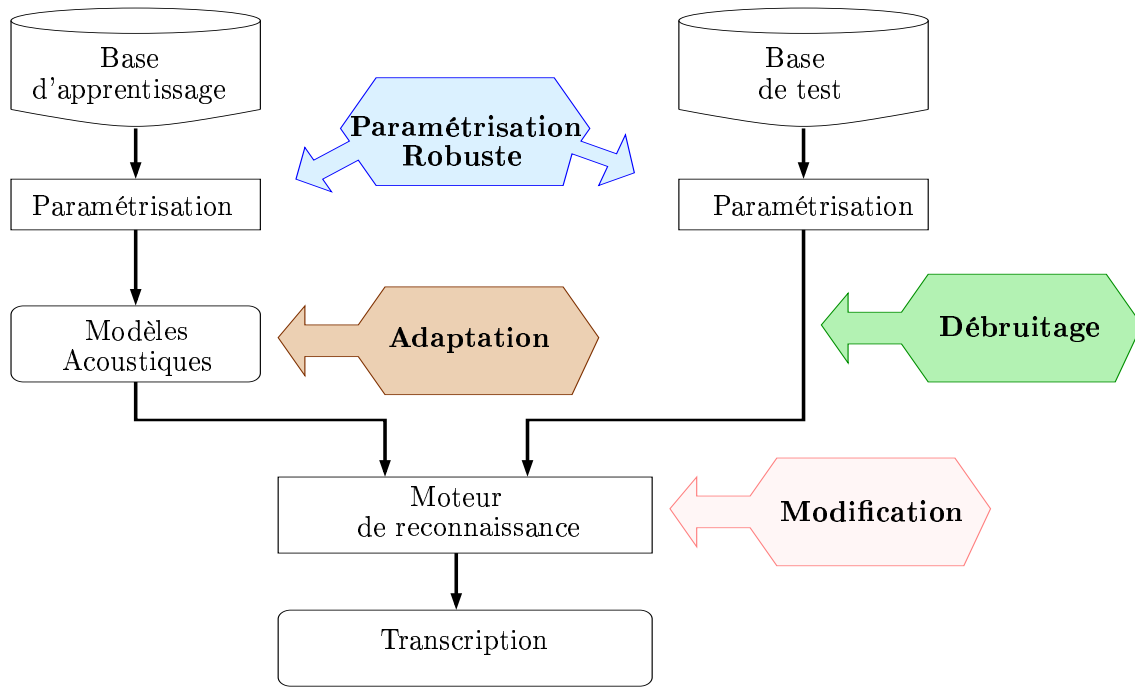 Base
d'apprentissage
Base
de test
Paramétrisation
Robuste
Paramétrisation
Paramétrisation
Modèles
Acoustiques
Adaptation
Débruitage
Moteur
de reconnaissance
Modification
Transcription